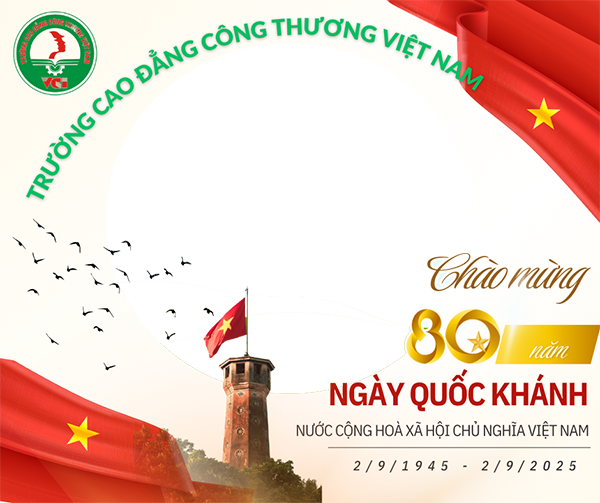 TRƯỜNG CAO ĐẲNG CÔNG THƯƠNG VIỆT NAM
Chào mừng
80 năm
NGÀY QUỐC KHÁNH
NƯỚC CỘNG HOÀ XÃ HỘI CHỦ NGHĨA VIỆT NAM
2/9/1945 - 2/9/2025